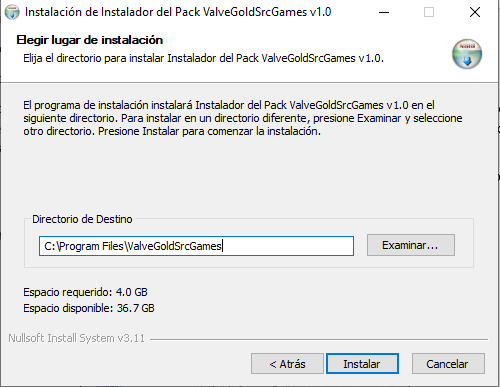 Instalación de Instalador del Pack ValveGoldSrcGames v1.0
Elegir lugar de instalación
Elija el directorio para instalar Instalador del Pack ValveGoldSrcGames v1.0.
El programa de instalación instalará Instalador del Pack ValveGoldSrcGames v1.0 en el
siguiente directorio. Para instalar en un directorio diferente, presione Examinar y seleccione
otro directorio. Presione Instalar para comenzar la instalación.
Directorio de Destino
C:\Program Files\ValveGoldSrcGames
Examinar...
Espacio requerido: 4.0 GB
Espacio disponible: 36.7 GB
Nullsoft Install System v3.11
< Atrás
Instalar
Cancelar